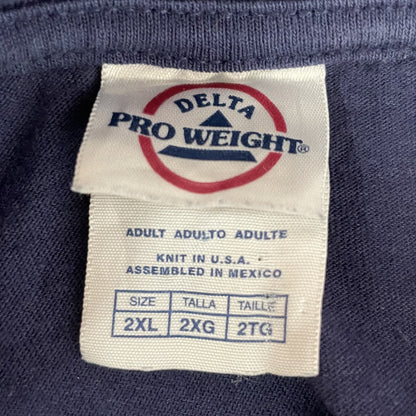 DELTA
PRO WEIGHT®
ADULT ADULTO ADULTE
KNIT IN U.S.A.
ASSEMBLED IN MEXICO
SIZE TALLA TAILLE
2XL 2XG 2TG